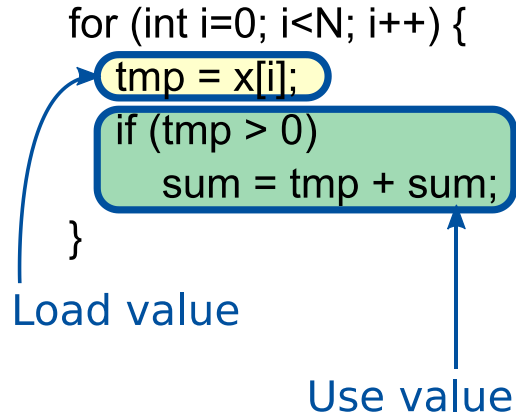 for (int i=0; i<N; i++) {
tmp = x[i];
if (tmp > 0)
sum = tmp + sum;
}
Load value
Use value